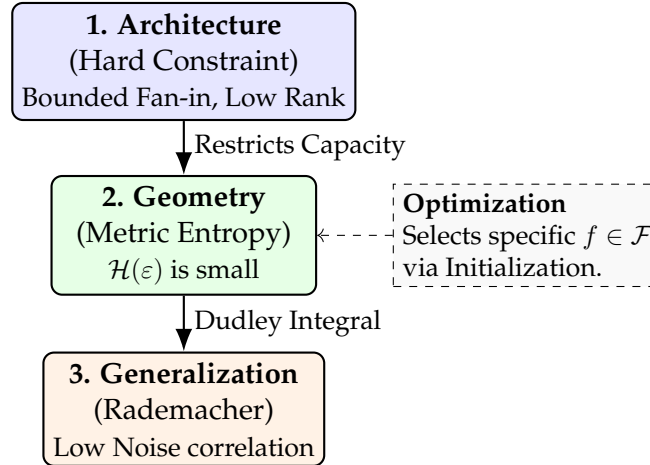 1. Architecture
(Hard Constraint)
Bounded Fan-in, Low Rank
Restricts Capacity
2. Geometry
(Metric Entropy)
ℋ(ε) is small
Optimization
Selects specific f ∈ ℱ
via Initialization.
Dudley Integral
3. Generalization
(Rademacher)
Low Noise correlation